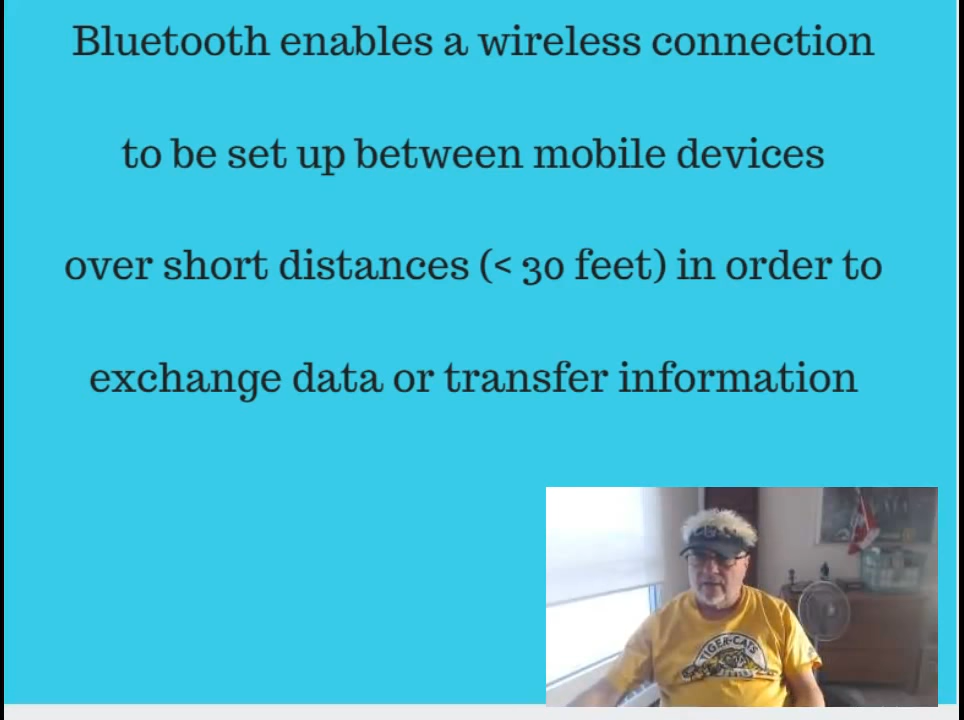 Bluetooth enables a wireless connection
to be set up between mobile devices
over short distances (< 30 feet) in order to
exchange data or transfer information
TIGER-CATS